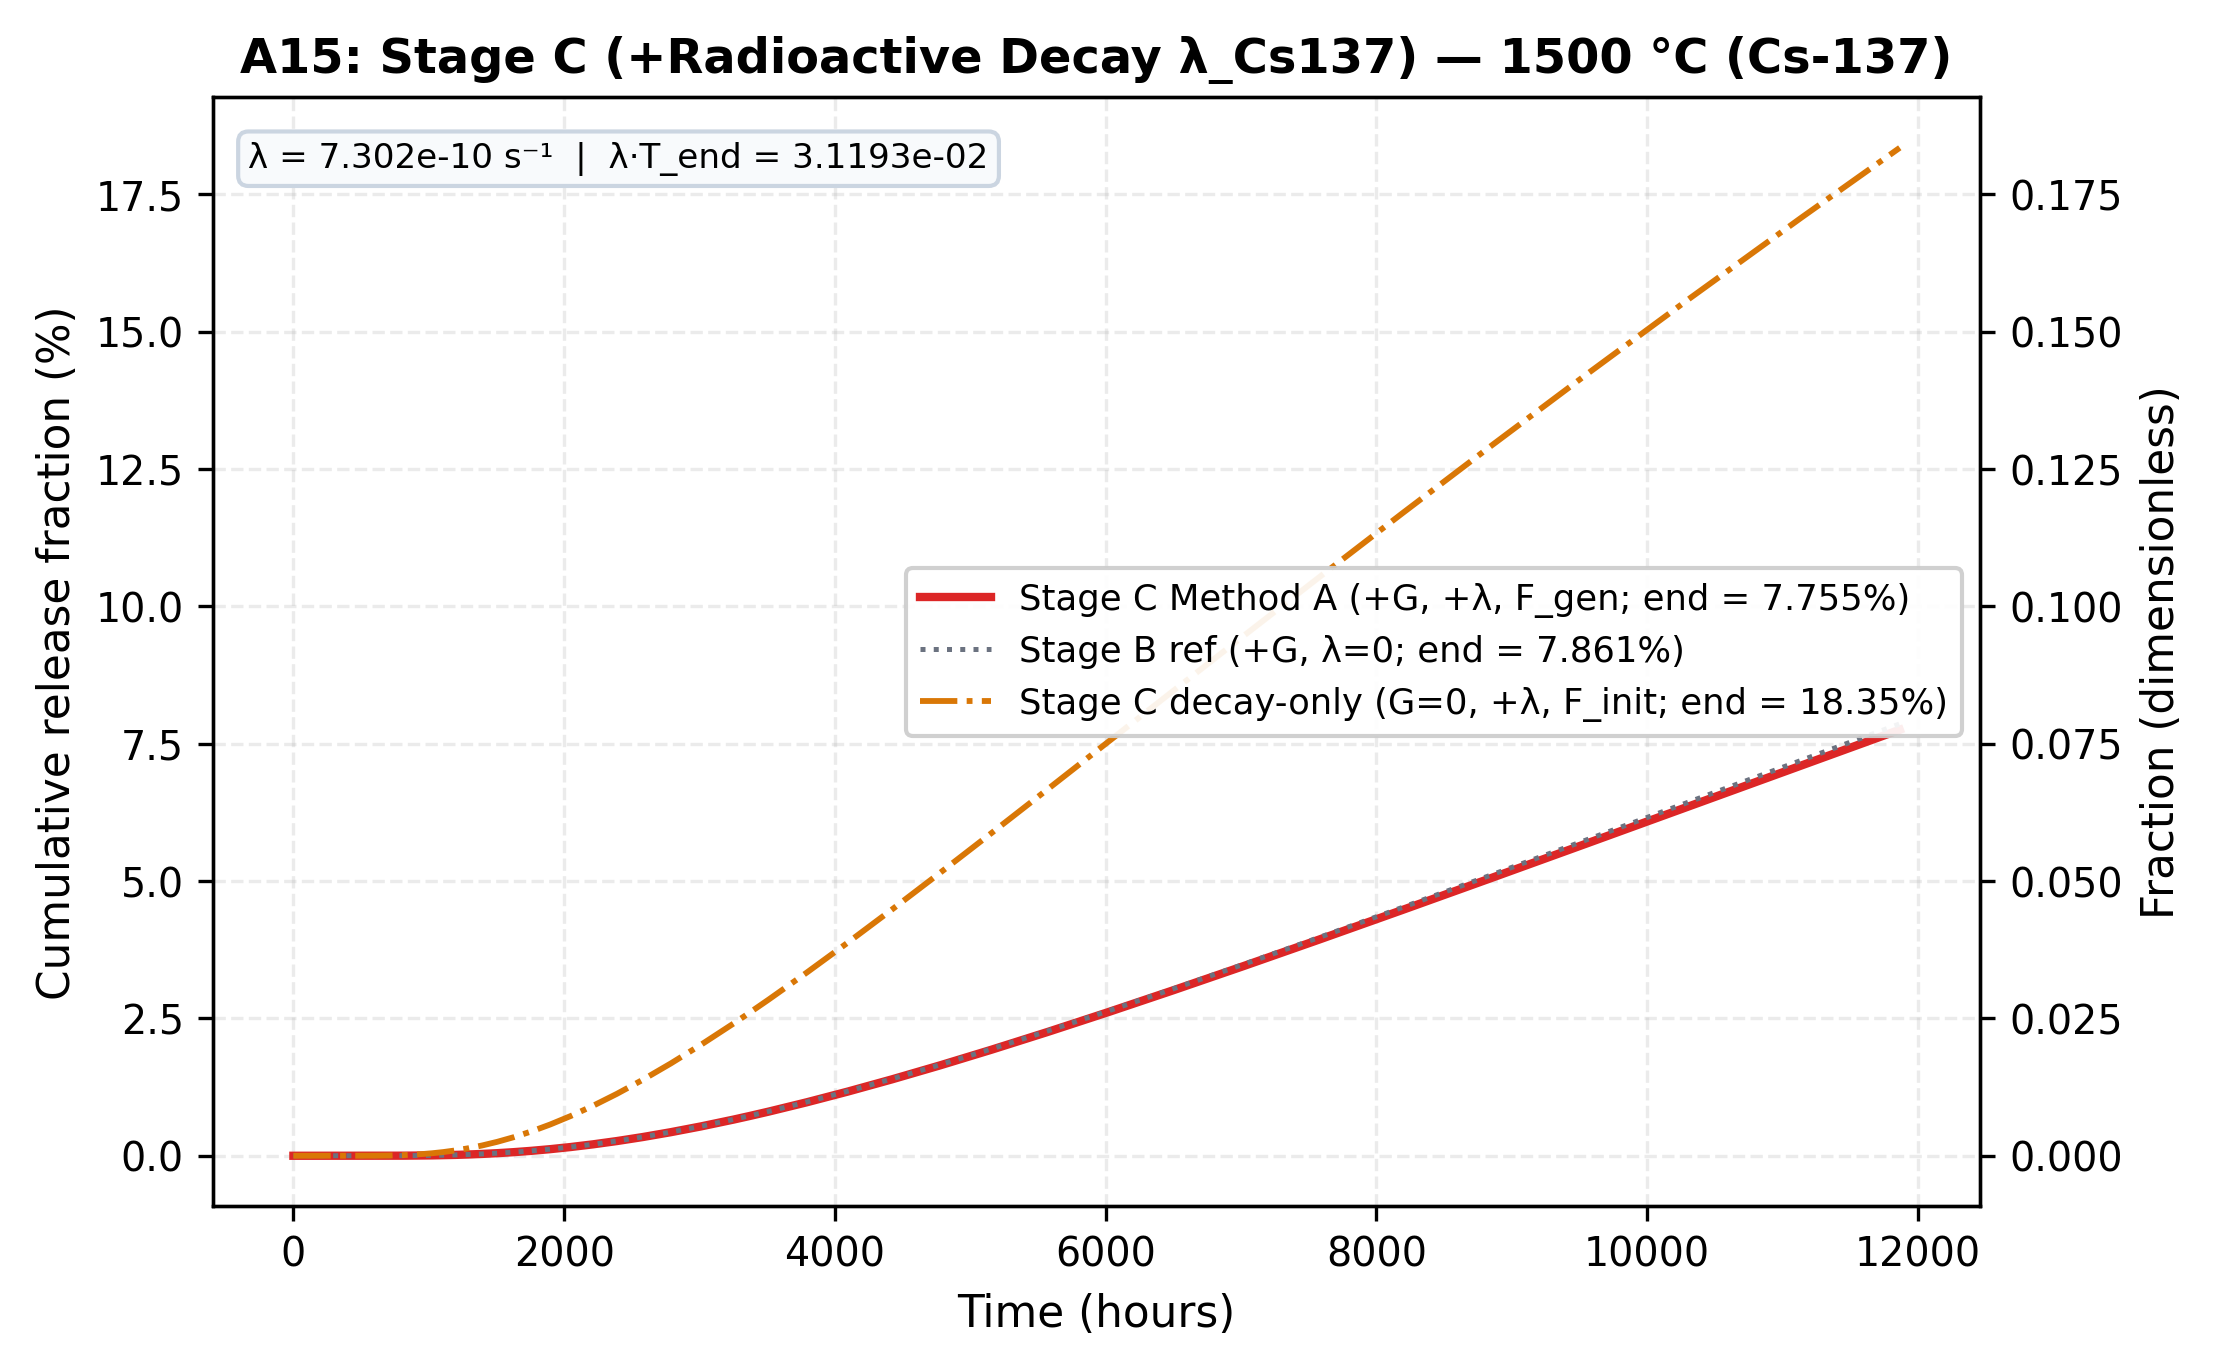 A15: Stage C (+Radioactive Decay λ_Cs137) — 1500 °C (Cs-137)
λ = 7.302e-10 s⁻¹ | λ·T_end = 3.1193e-02
Cumulative release fraction (%)
17.5
15.0
12.5
10.0
7.5
5.0
2.5
0.0
Stage C Method A (+G, +λ, F_gen; end = 7.755%)
Stage B ref (+G, λ=0; end = 7.861%)
Stage C decay-only (G=0, +λ, F_init; end = 18.35%)
0.175
0.150
0.125
0.100
0.075
0.050
0.025
0.000
Fraction (dimensionless)
0 2000 4000 6000 8000 10000 12000
Time (hours)